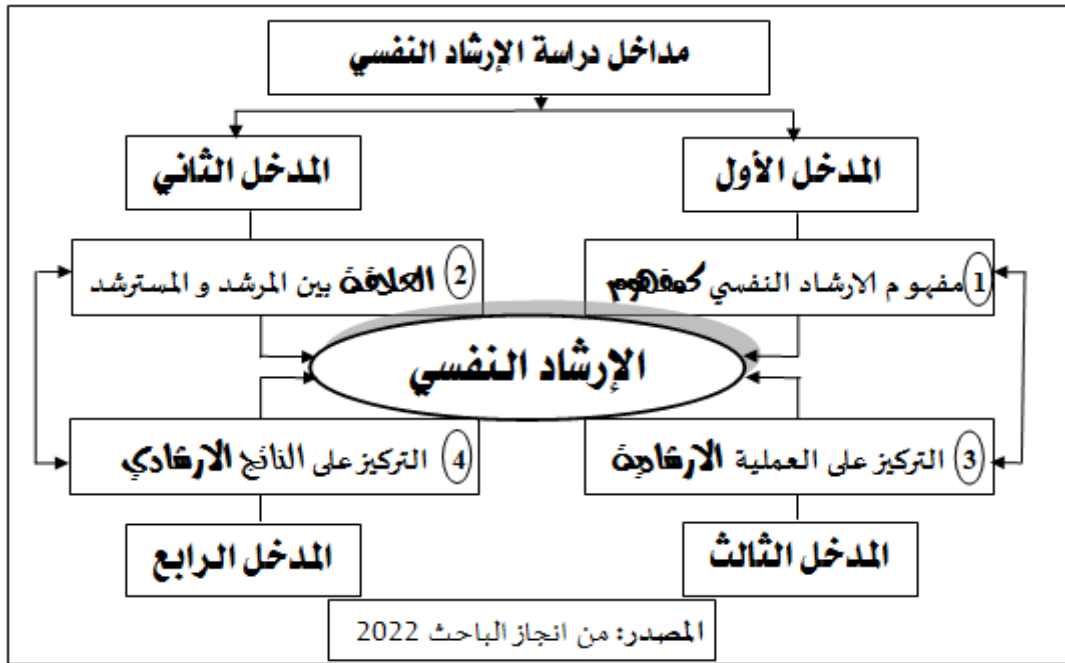 مداخل دراسة الإرشاد النفسي
المدخل الأول
المدخل الثاني
1 مفهوم الارشاد النفسي كمفهوم
2 العلاقة بين المرشد و المسترشد
الإرشاد النفسي
3 التركيز على العملية الارشادية
4 التركيز على الناتج الارشادي
المدخل الثالث
المدخل الرابع
المصدر: من انجاز الباحث 2022